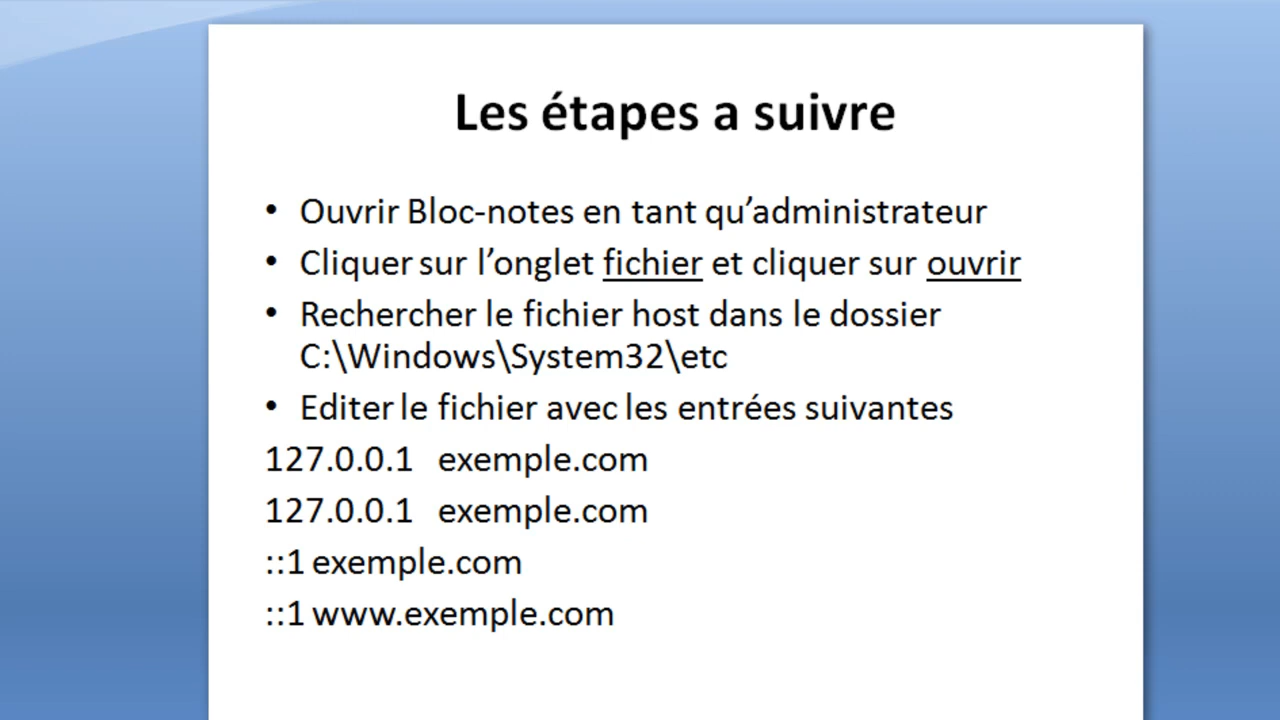 Les étapes a suivre
• Ouvrir Bloc-notes en tant qu’administrateur
• Cliquer sur l’onglet fichier et cliquer sur ouvrir
• Rechercher le fichier host dans le dossier
C:\Windows\System32\etc
• Editer le fichier avec les entrées suivantes
127.0.0.1 exemple.com
127.0.0.1 exemple.com
::1 exemple.com
::1 www.exemple.com